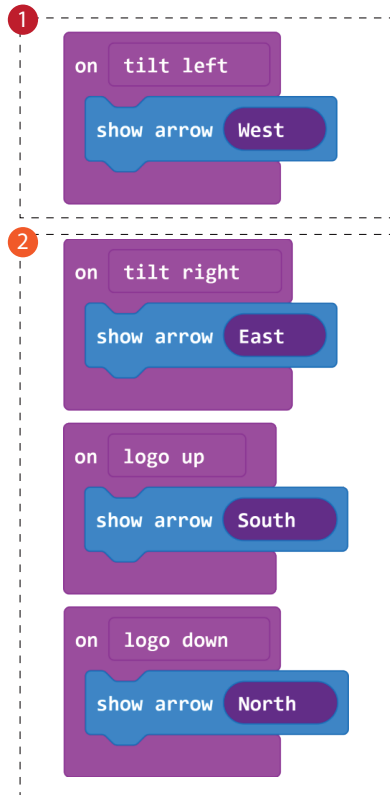 1
on tilt left
show arrow West
2
on tilt right
show arrow East
on logo up
show arrow South
on logo down
show arrow North